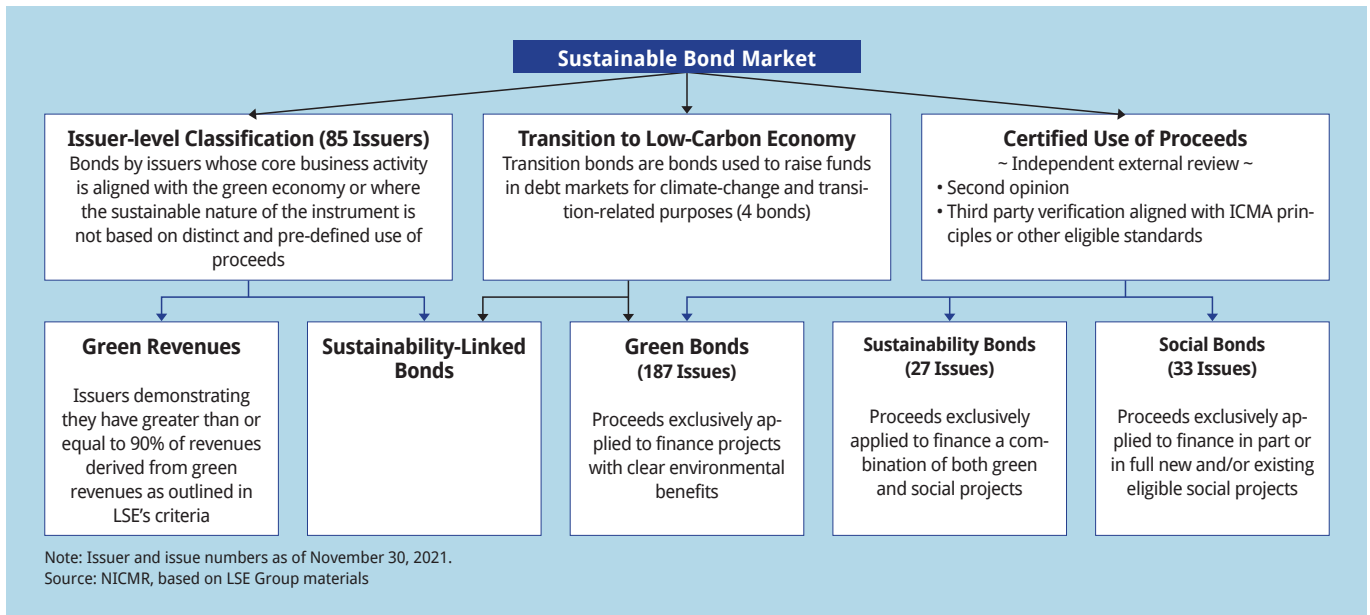 Sustainable Bond Market
Issuer-level Classification (85 Issuers)
Bonds by issuers whose core business activity
is aligned with the green economy or where
the sustainable nature of the instrument is
not based on distinct and pre-defined use of
proceeds
Transition to Low-Carbon Economy
Transition bonds are bonds used to raise funds
in debt markets for climate-change and transi-
tion-related purposes (4 bonds)
Certified Use of Proceeds
~ Independent external review ~
• Second opinion
• Third party verification aligned with ICMA prin-
ciples or other eligible standards
Green Revenues
Issuers demonstrating
they have greater than or
equal to 90% of revenues
derived from green
revenues as outlined in
LSE's criteria
Sustainability-Linked
Bonds
Green Bonds
(187 Issues)
Proceeds exclusively ap-
plied to finance projects
with clear environmental
benefits
Sustainability Bonds
(27 Issues)
Proceeds exclusively
applied to finance a com-
bination of both green
and social projects
Social Bonds
(33 Issues)
Proceeds exclusively ap-
plied to finance in part or
in full new and/or existing
eligible social projects
Note: Issuer and issue numbers as of November 30, 2021.
Source: NICMR, based on LSE Group materials